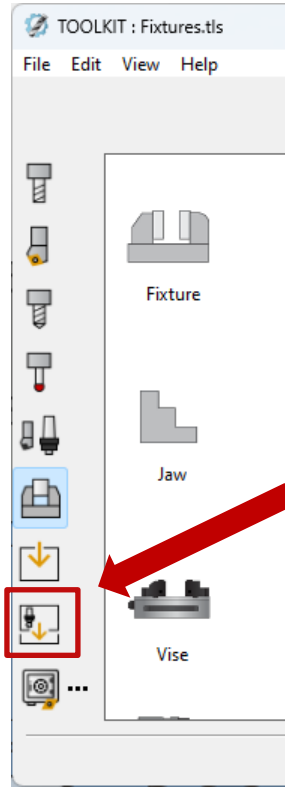 TOOLKIT : Fixtures.tls
File Edit View Help
Fixture
Jaw
Vise
...